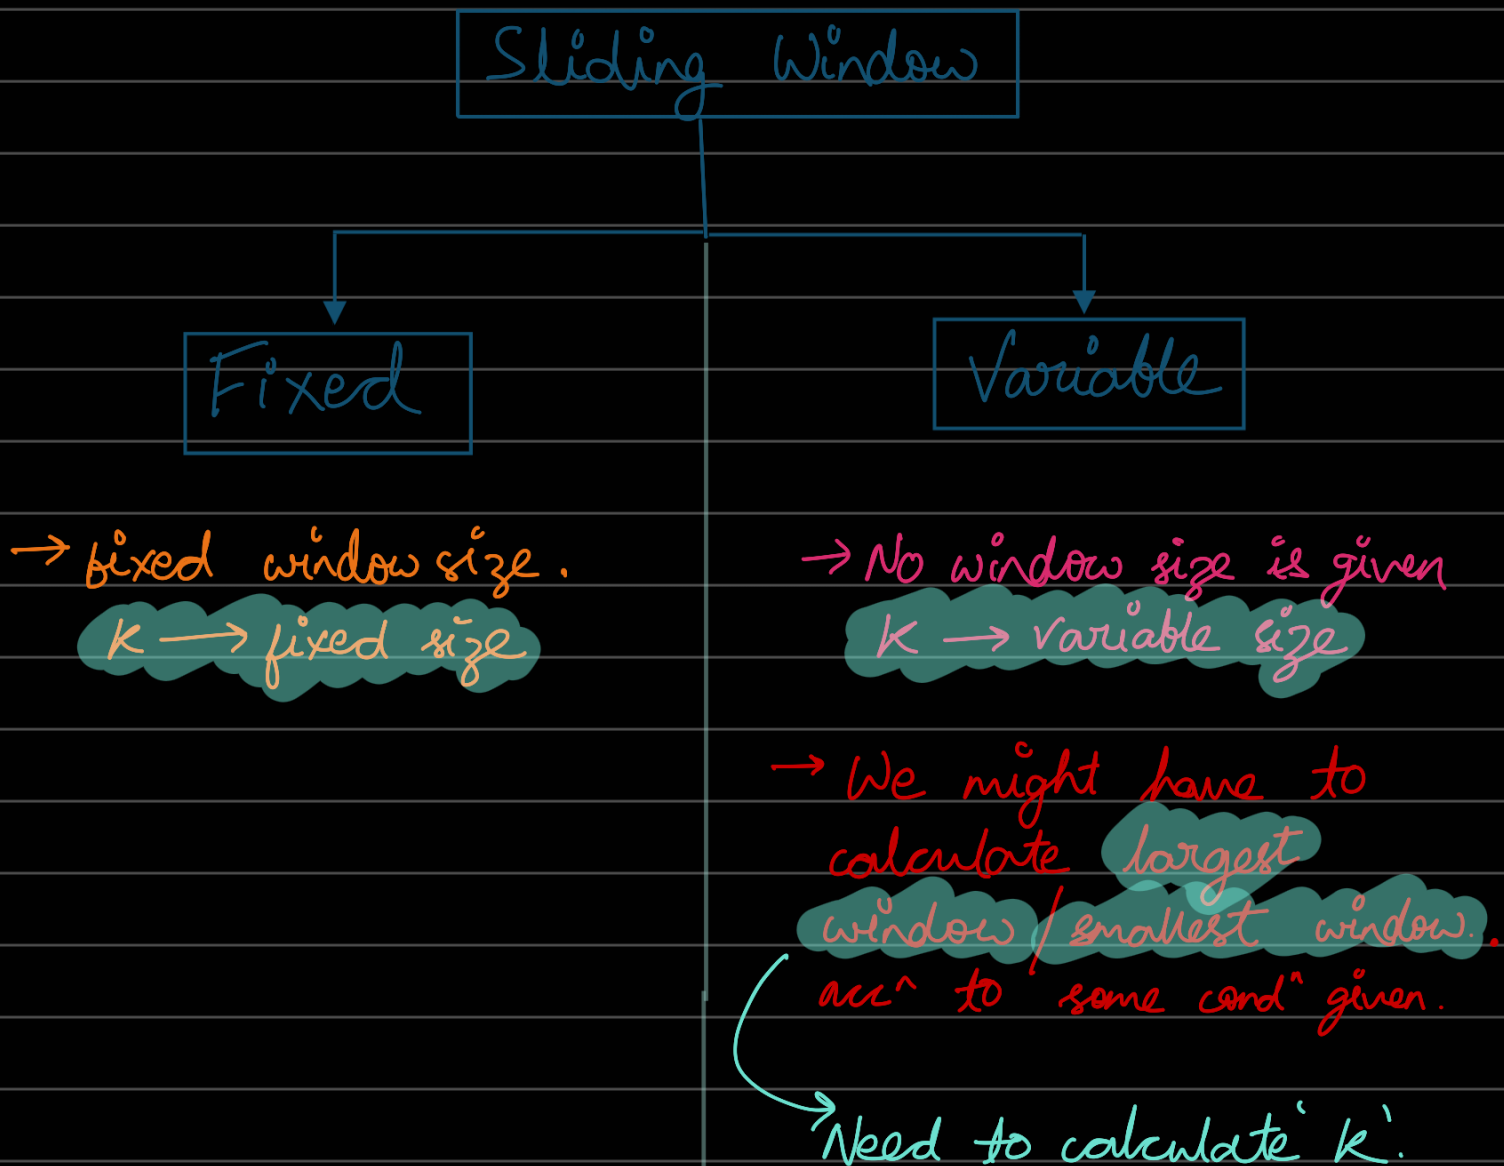 Sliding Window
Fixed
Variable
→ fixed window size.
K → fixed size
→ No window size is given
K → variable size
→ We might have to
calculate largest
window / smallest window.
acc^ to some cond^n given.
Need to calculate 'K'.